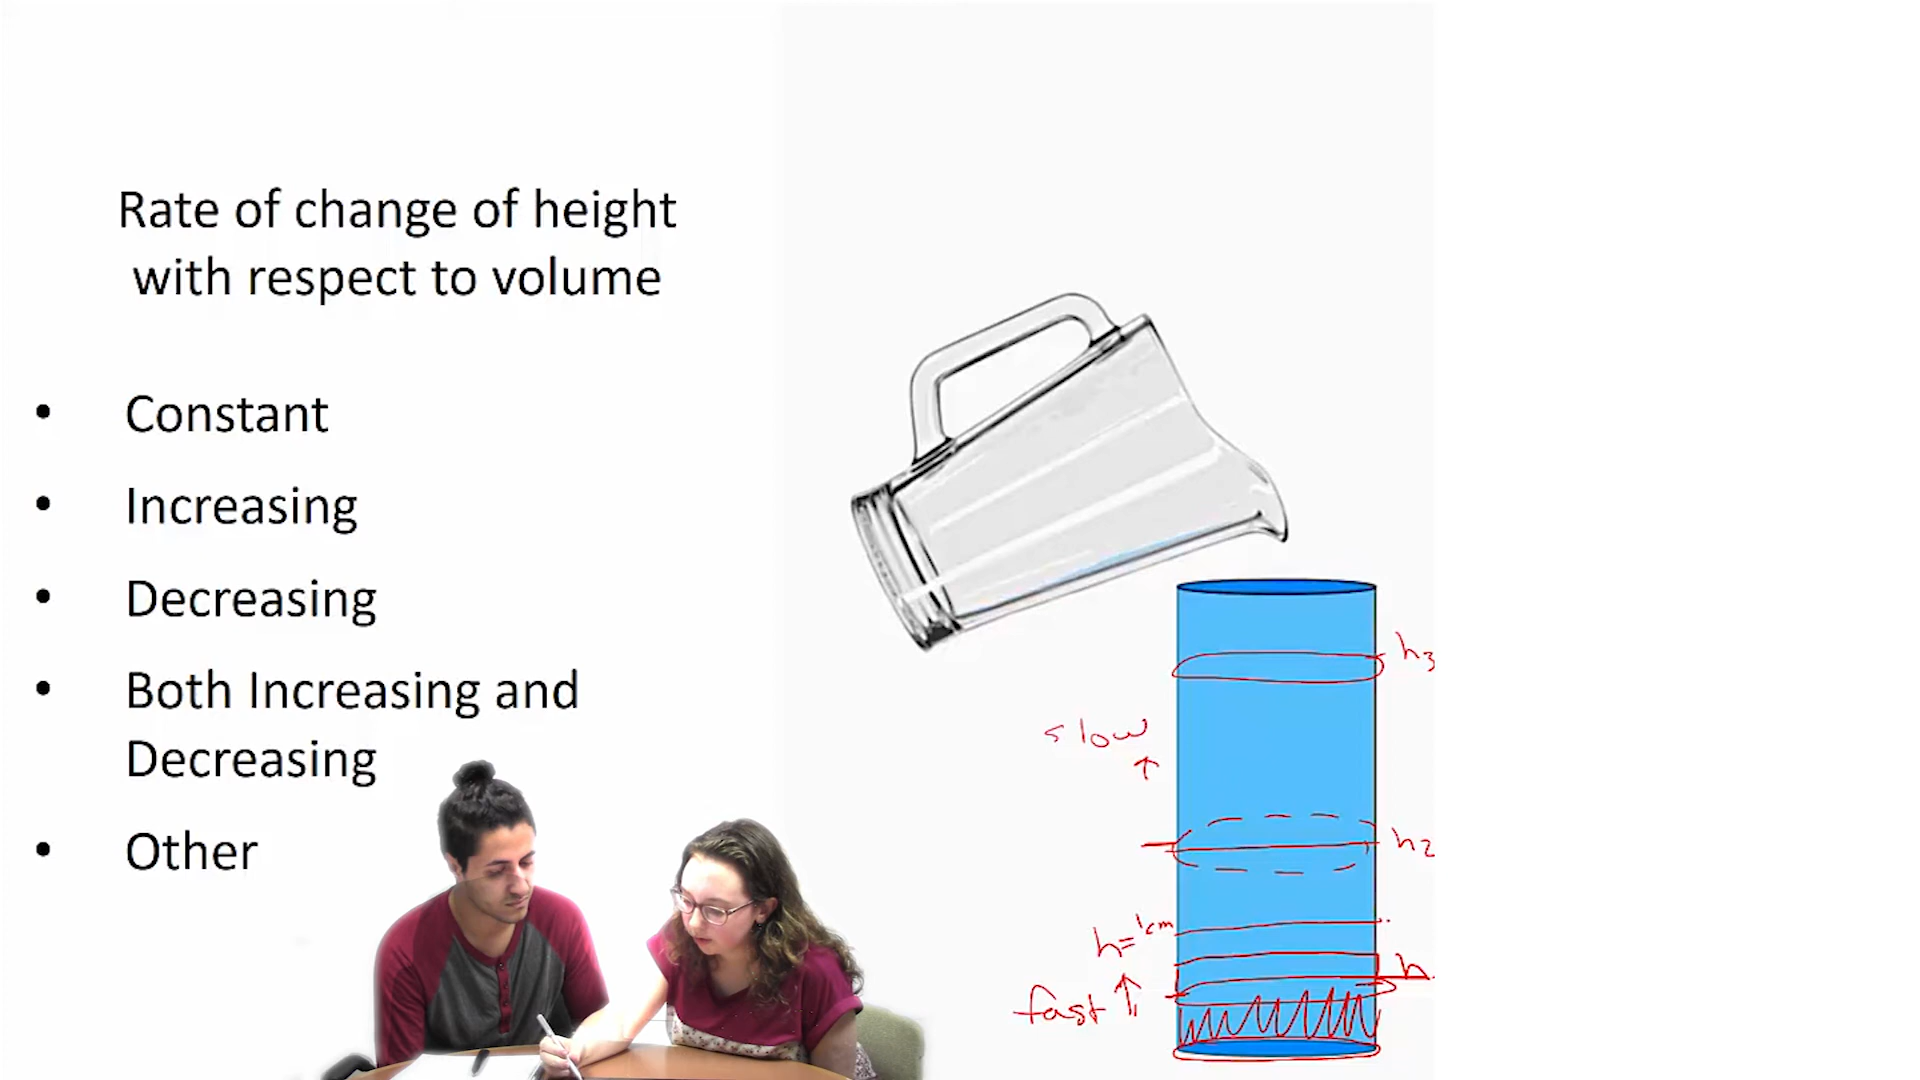 Rate of change of height
with respect to volume
• Constant
• Increasing
• Decreasing
• Both Increasing and
Decreasing
• Other
h3
slow
h2
h=1cm
h
fast